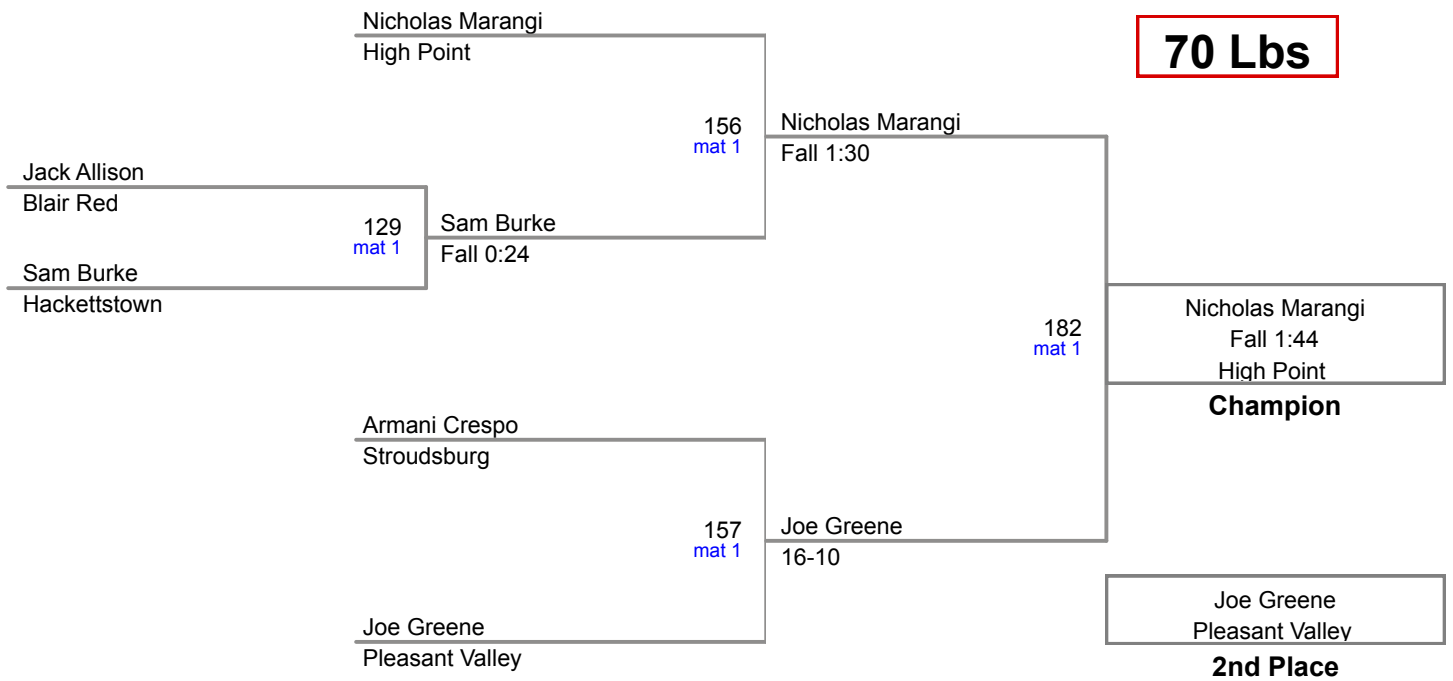 Nicholas Marangi
High Point
70 Lbs
156
mat 1
Nicholas Marangi
Fall 1:30
Jack Allison
Blair Red
129
mat 1
Sam Burke
Fall 0:24
Sam Burke
Hackettstown
182
mat 1
Nicholas Marangi
Fall 1:44
High Point
Champion
Armani Crespo
Stroudsburg
157
mat 1
Joe Greene
16-10
Joe Greene
Pleasant Valley
Joe Greene
Pleasant Valley
2nd Place